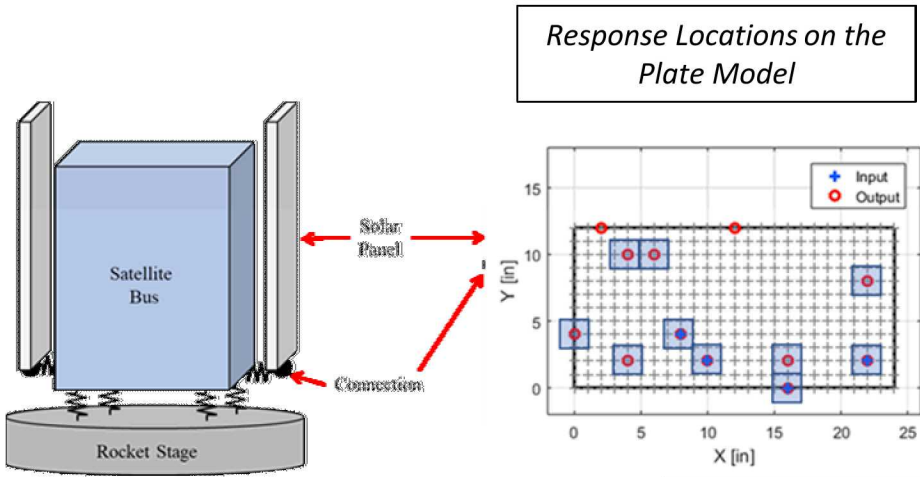 Response Locations on the
Plate Model
Solar
Panel
Satellite
Bus
Connection
Rocket Stage
Input
Output
15
10
5
0
Y [in]
0
5
10
15
20
25
X [in]